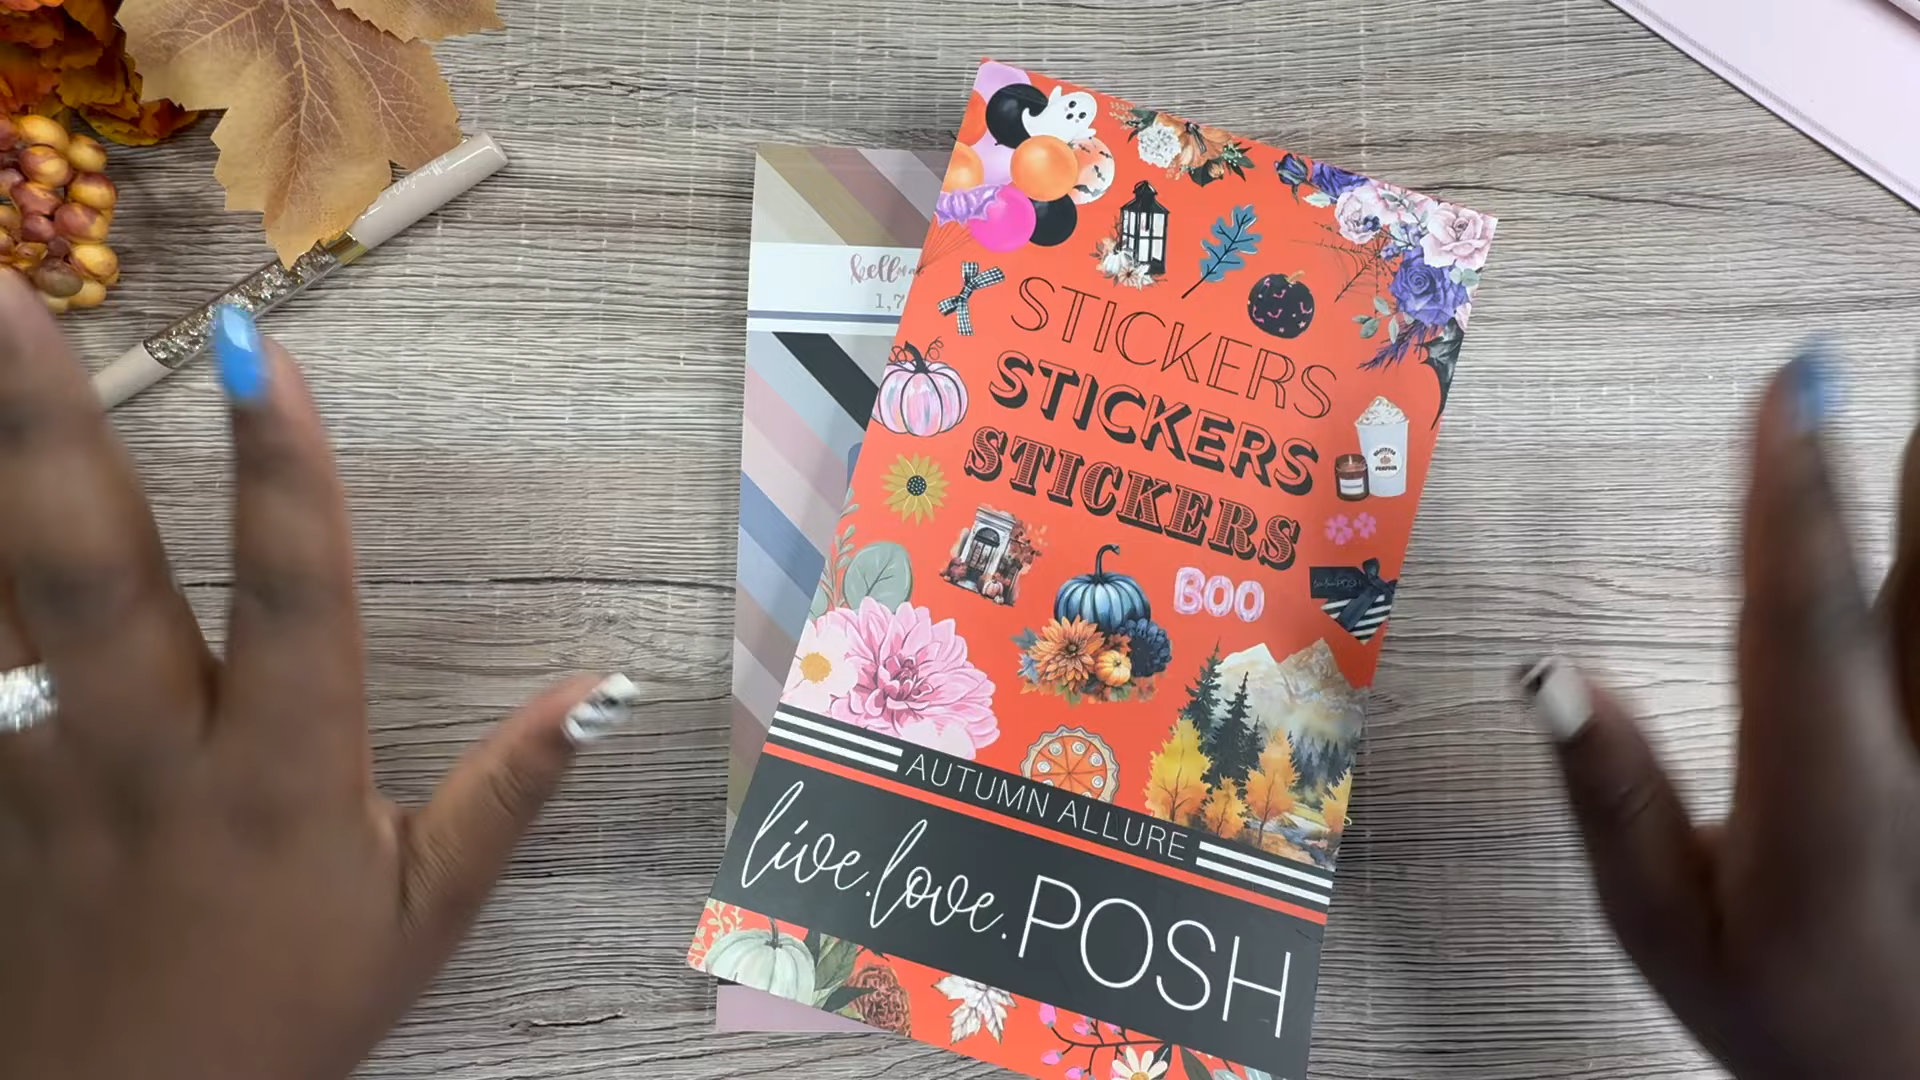 STICKERS
STICKERS
STICKERS
BOO
AUTUMN ALLURE
live.love.POSH